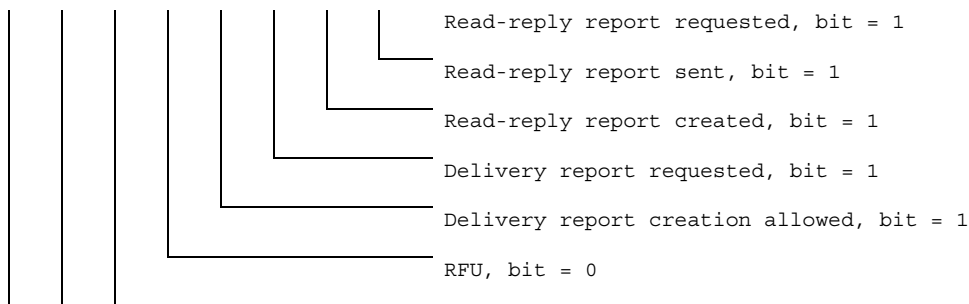 Read-reply report requested, bit = 1
Read-reply report sent, bit = 1
Read-reply report created, bit = 1
Delivery report requested, bit = 1
Delivery report creation allowed, bit = 1
RFU, bit = 0